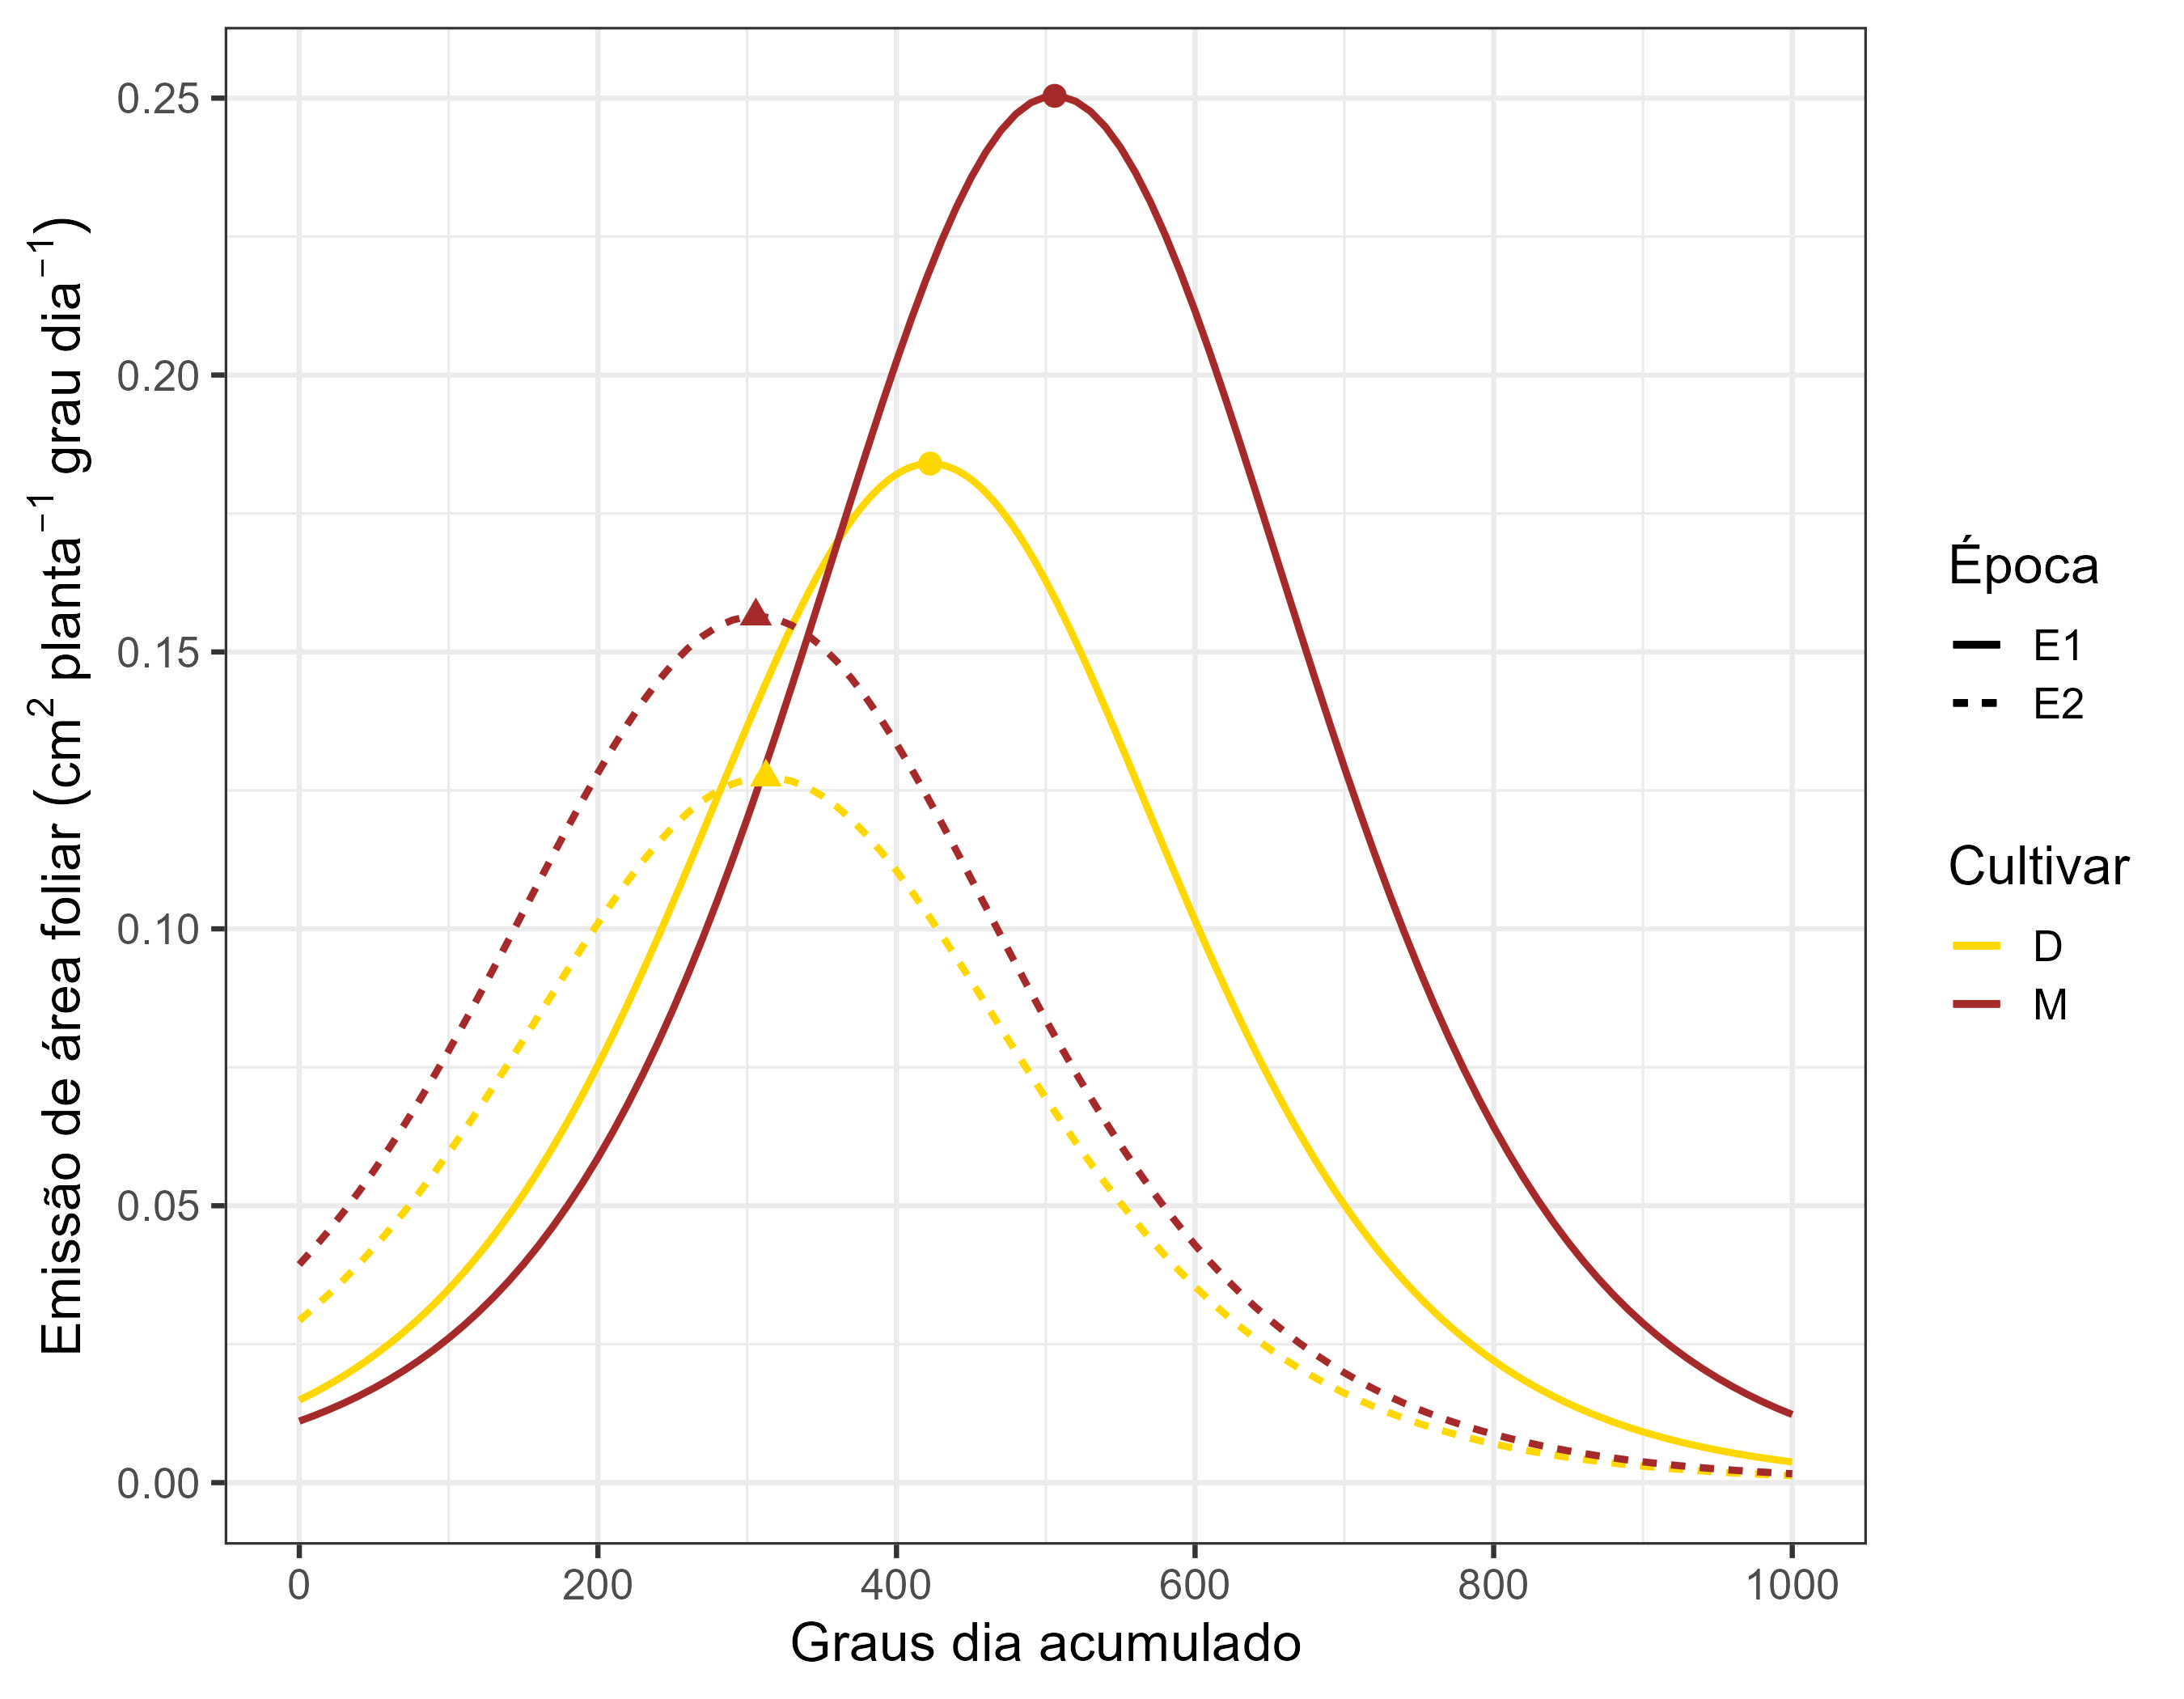 Emissão de área foliar (cm² planta⁻¹ grau dia⁻¹)
0.25
0.20
0.15
0.10
0.05
0.00
0 200 400 600 800 1000
Graus dia acumulado
Época
E1
E2
Cultivar
D
M